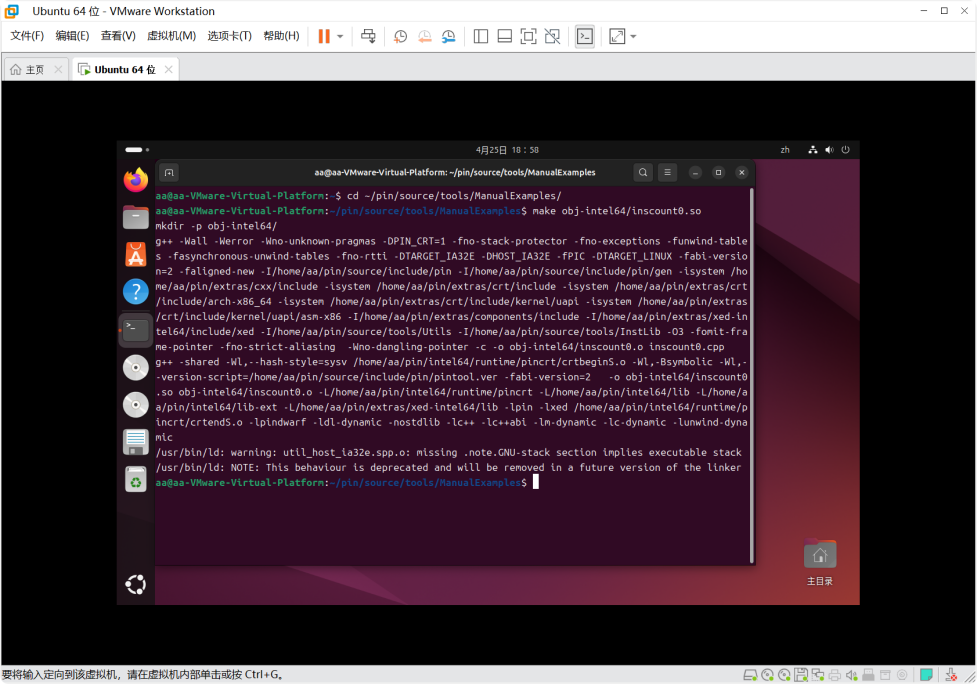 Ubuntu 64 位 - VMware Workstation
文件(F) 编辑(E) 查看(V) 虚拟机(M) 选项卡(T) 帮助(H)
主页 Ubuntu 64 位
4月25日 18：58
zh
aa@aa-VMware-Virtual-Platform: ~/pin/source/tools/ManualExamples
aa@aa-VMware-Virtual-Platform:~$ cd ~/pin/source/tools/ManualExamples/
aa@aa-VMware-Virtual-Platform:~/pin/source/tools/ManualExamples$ make obj-intel64/inscount0.so
mkdir -p obj-intel64/
g++ -Wall -Werror -Wno-unknown-pragmas -DPIN_CRT=1 -fno-stack-protector -fno-exceptions -funwind-table
s -fasynchronous-unwind-tables -fno-rtti -DTARGET_IA32E -DHOST_IA32E -fPIC -DTARGET_LINUX -fabi-versio
n=2 -faligned-new -I/home/aa/pin/source/include/pin -I/home/aa/pin/source/include/pin/gen -isystem /ho
me/aa/pin/extras/cxx/include -isystem /home/aa/pin/extras/crt/include -isystem /home/aa/pin/extras/crt
/include/arch-x86_64 -isystem /home/aa/pin/extras/crt/include/kernel/uapi -isystem /home/aa/pin/extras
/crt/include/kernel/uapi/asm-x86 -I/home/aa/pin/extras/components/include -I/home/aa/pin/extras/xed-in
tel64/include/xed -I/home/aa/pin/source/tools/Utils -I/home/aa/pin/source/tools/InstLib -O3 -fomit-fra
me-pointer -fno-strict-aliasing  -Wno-dangling-pointer -c -o obj-intel64/inscount0.o inscount0.cpp
g++ -shared -Wl,--hash-style=sysv /home/aa/pin/intel64/runtime/pincrt/crtbeginS.o -Wl,-Bsymbolic -Wl,-
-version-script=/home/aa/pin/source/include/pin/pintool.ver -fabi-version=2   -o obj-intel64/inscount0
.so obj-intel64/inscount0.o -L/home/aa/pin/intel64/runtime/pincrt -L/home/aa/pin/intel64/lib -L/home/a
a/pin/intel64/lib-ext -L/home/aa/pin/extras/xed-intel64/lib -lpin -lxed /home/aa/pin/intel64/runtime/p
incrt/crtendS.o -lpindwarf -ldl-dynamic -nostdlib -lc++ -lc++abi -lm-dynamic -lc-dynamic -lunwind-dyna
mic
/usr/bin/ld: warning: util_host_ia32e.spp.o: missing .note.GNU-stack section implies executable stack
/usr/bin/ld: NOTE: This behaviour is deprecated and will be removed in a future version of the linker
aa@aa-VMware-Virtual-Platform:~/pin/source/tools/ManualExamples$
主目录
要将输入定向到该虚拟机，请在虚拟机内部单击或按 Ctrl+G。